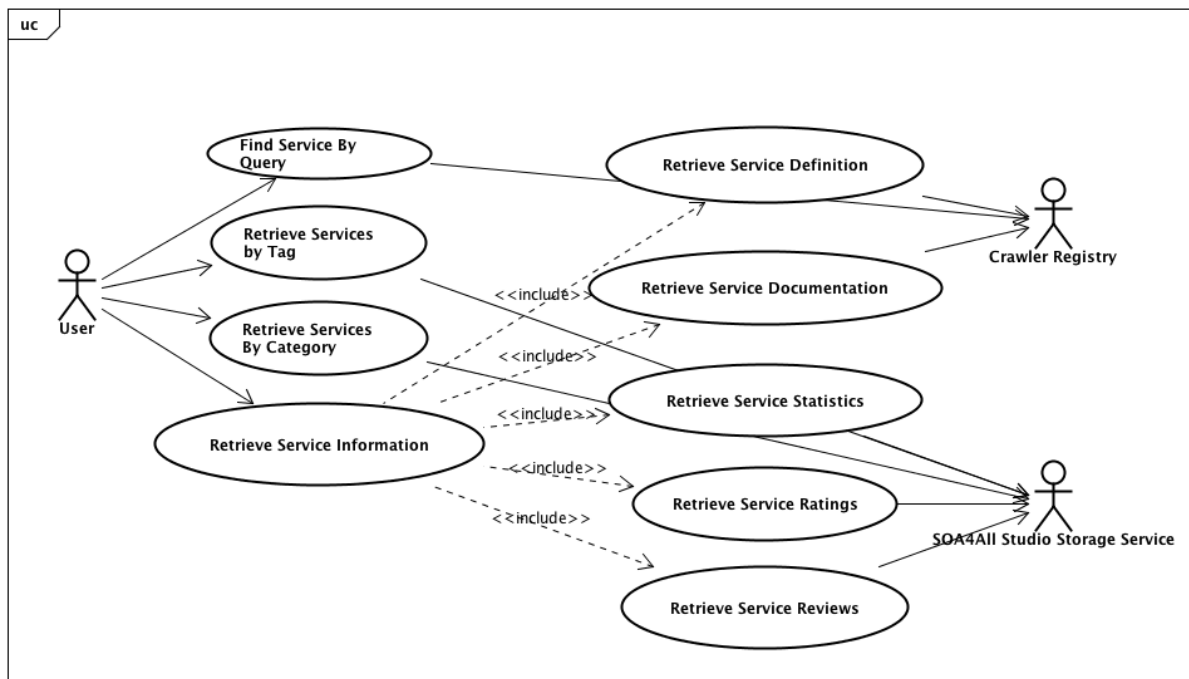 uc
Find Service By
Query
Retrieve Service Definition
Retrieve Services
by Tag
Crawler Registry
<<include>>
Retrieve Service Documentation
User
Retrieve Services
By Category
<<include>>
Retrieve Service Statistics
<<include>>
Retrieve Service Information
<<include>>
Retrieve Service Ratings
<<include>>
SOA4All Studio Storage Service
Retrieve Service Reviews